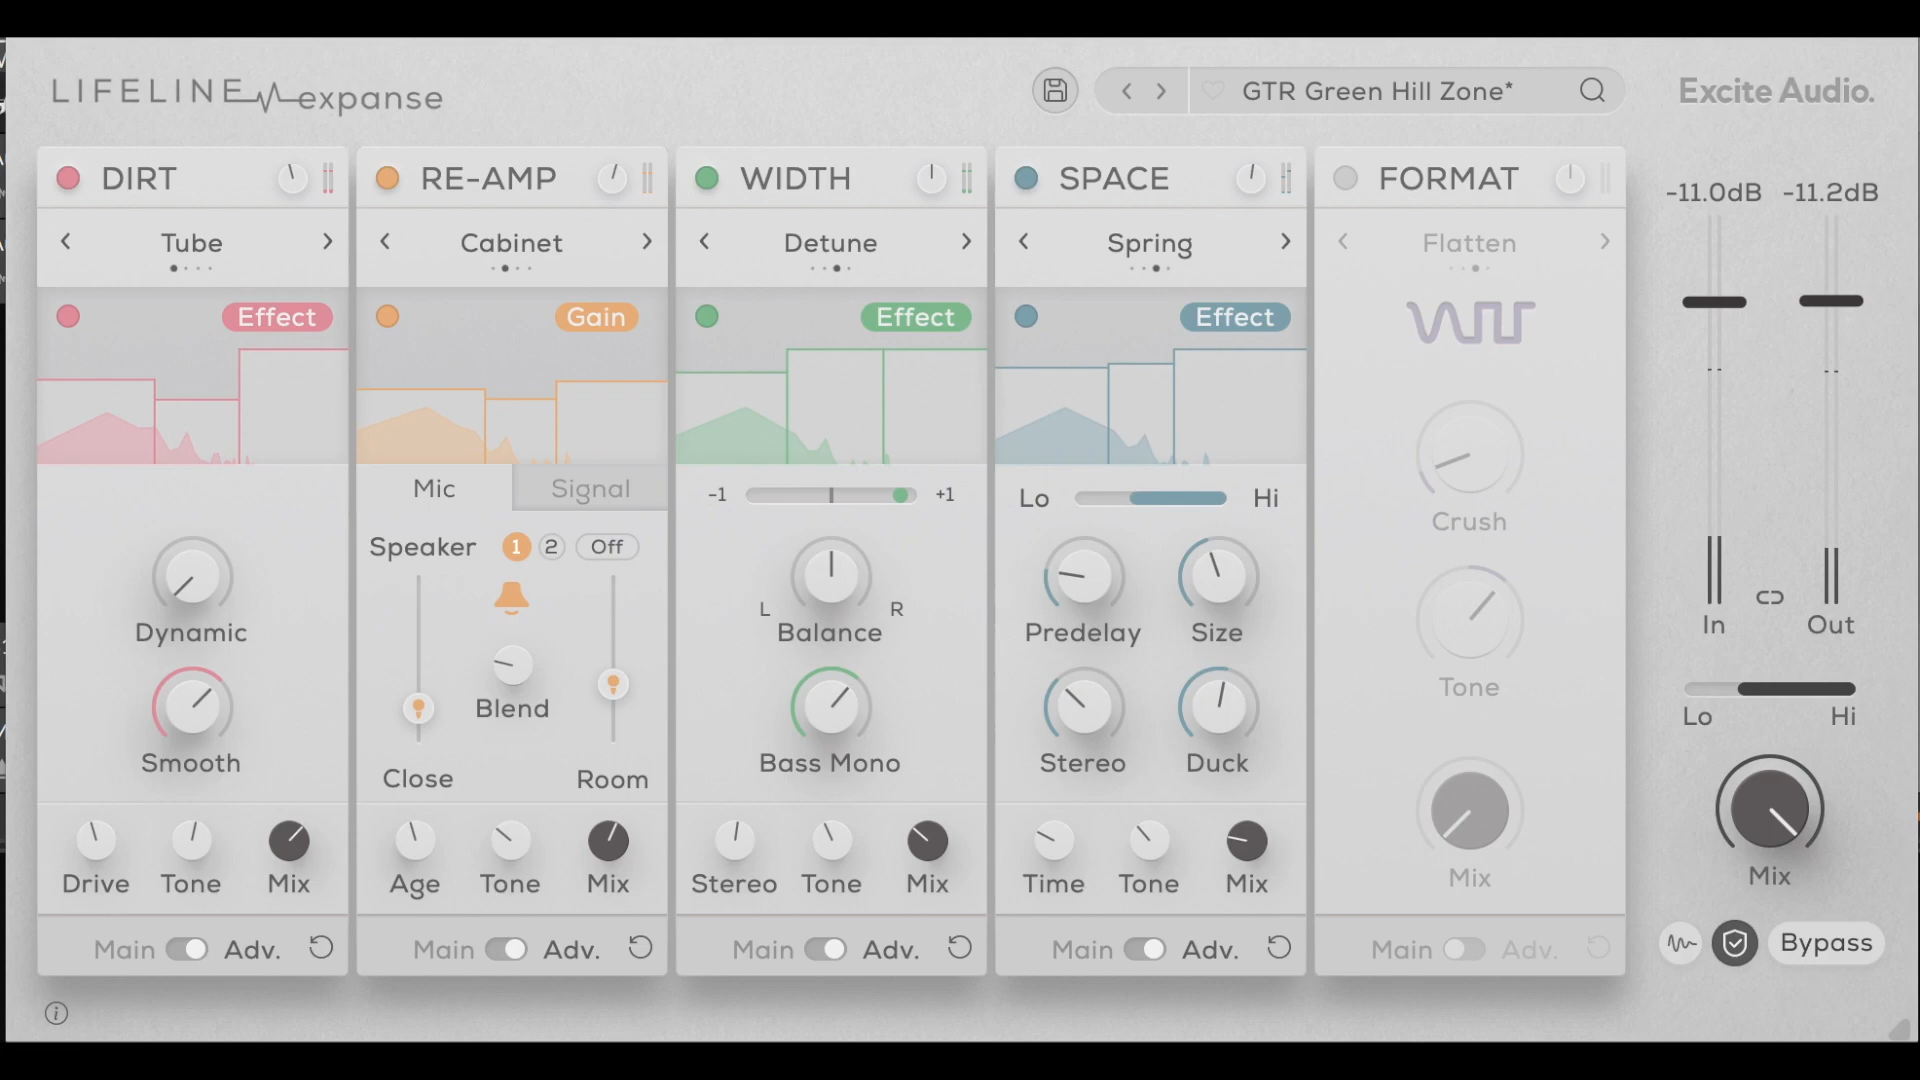 LIFELINE expanse
GTR Green Hill Zone*
Excite Audio.
DIRT
RE-AMP
WIDTH
SPACE
FORMAT
-11.0dB -11.2dB
Tube
Cabinet
Detune
Spring
Flatten
Effect
Gain
Effect
Effect
Mic
Signal
-1
+1
Lo
Hi
Speaker 1 2 Off
Crush
L
R
Dynamic
Balance
Predelay
Size
In
Out
Tone
Blend
Lo
Hi
Smooth
Close
Room
Bass Mono
Stereo
Duck
Drive Tone Mix
Age Tone Mix
Stereo Tone Mix
Time Tone Mix
Mix
Mix
Main Adv.
Main Adv.
Main Adv.
Main Adv.
Main Adv.
Bypass